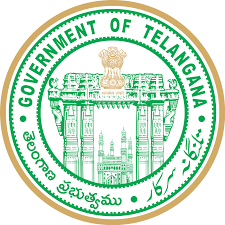 GOVERNMENT OF TELANGANA
తెలంగాణ ప్రభుత్వము
تلنگانہ سرکار